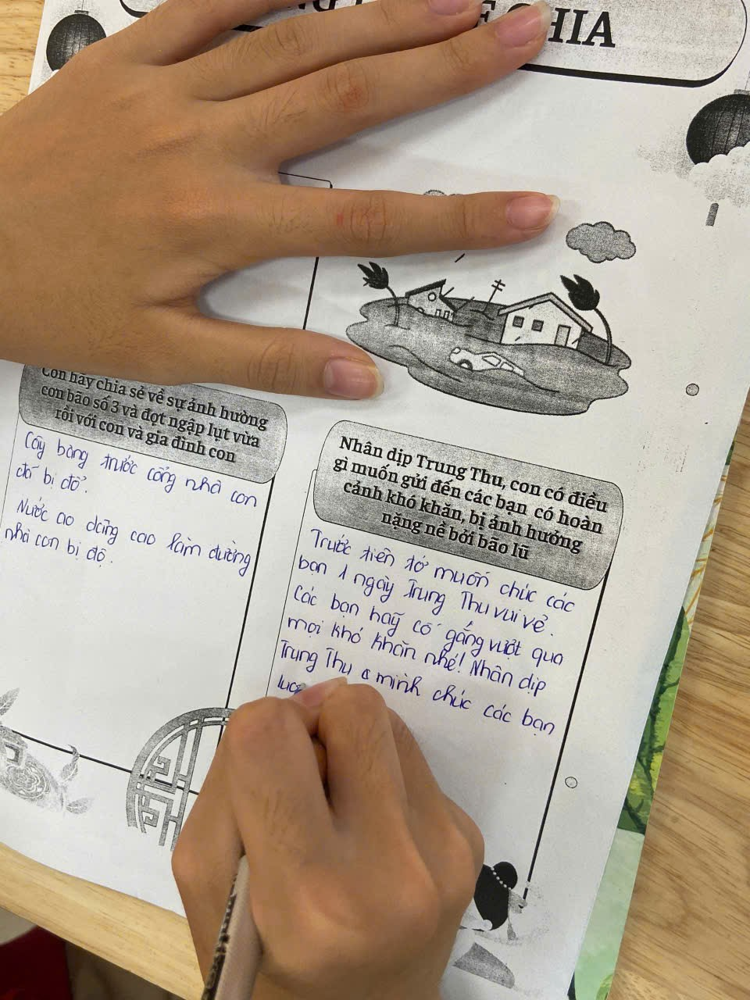 CHIA
Con hãy chia sẻ về sự ảnh hưởng
con bão số 3 và đợt ngập lụt vừa
rồi với con và gia đình con
Cây bàng trước cổng nhà con
đã bị đổ.
Nước ao dâng cao làm đường
nhà con bị đổ.
Nhân dịp Trung Thu, con có điều
gì muốn gửi đến các bạn có hoàn
cảnh khó khăn, bị ảnh hưởng
nặng nề bởi bão lũ
Trước tiên tớ muốn chúc các
bạn 1 ngày Trung Thu vui vẻ.
Các bạn hãy cố gắng vượt qua
mọi khó khăn nhé! Nhân dịp
Trung Thu mình chúc các bạn